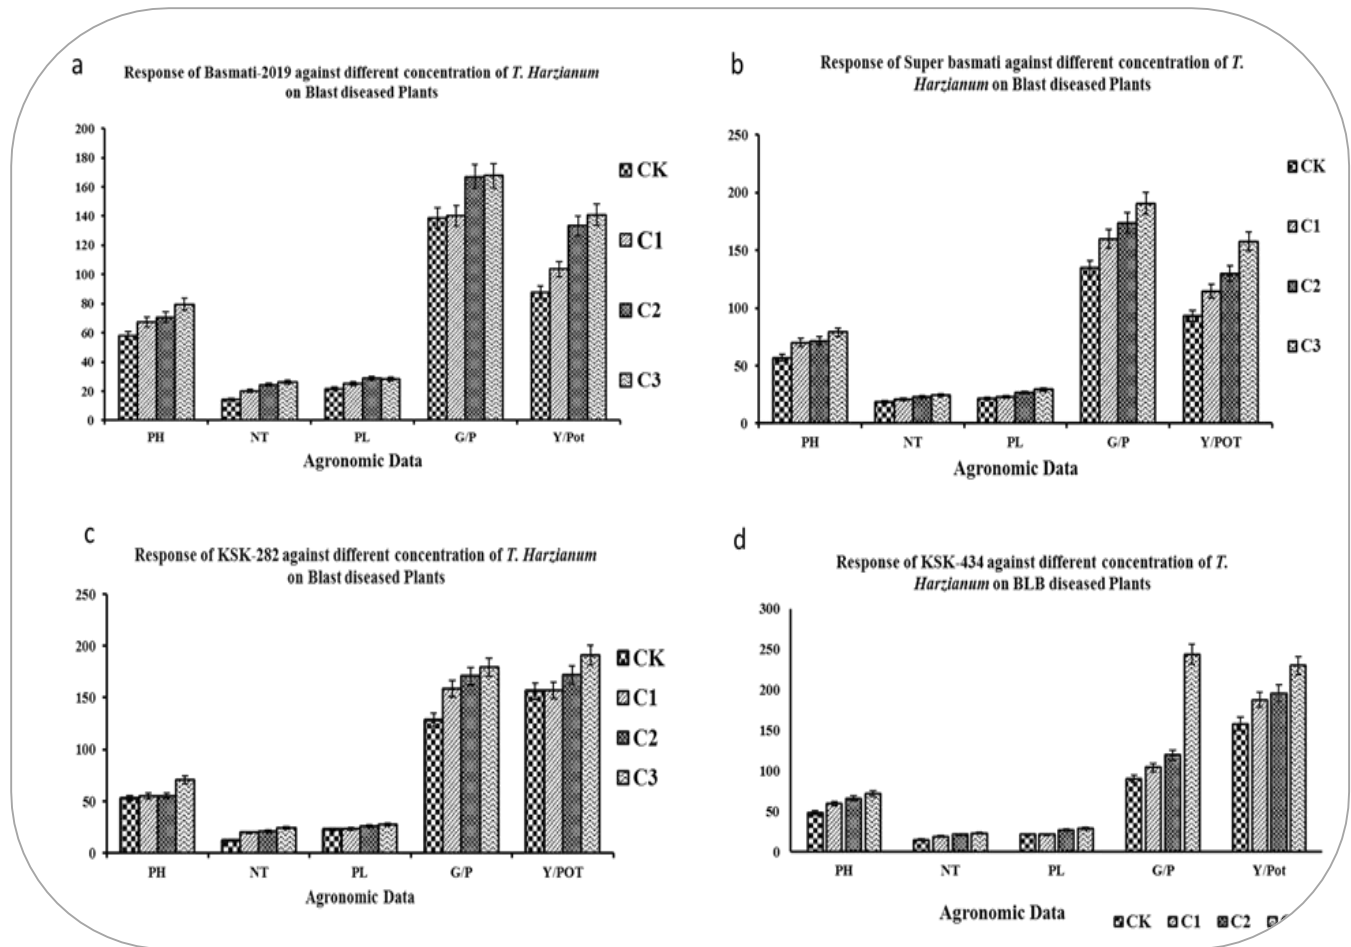 a
Response of Basmati-2019 against different concentration of T. Harzianum
on Blast diseased Plants
200
180
160
140
120
100
80
60
40
20
0
PH NT PL G/P Y/Pot
Agronomic Data
CK
C1
C2
C3
b
Response of Super basmati against different concentration of T.
Harzianum on Blast diseased Plants
250
200
150
100
50
0
PH NT PL G/P Y/POT
Agronomic Data
CK
C1
C2
C3
c
Response of KSK-282 against different concentration of T. Harzianum
on Blast diseased Plants
250
200
150
100
50
0
PH NT PL G/P Y/POT
Agronomic Data
CK
C1
C2
C3
d
Response of KSK-434 against different concentration of T.
Harzianum on BLB diseased Plants
300
250
200
150
100
50
0
PH NT PL G/P Y/Pot
Agronomic Data
CK C1 C2